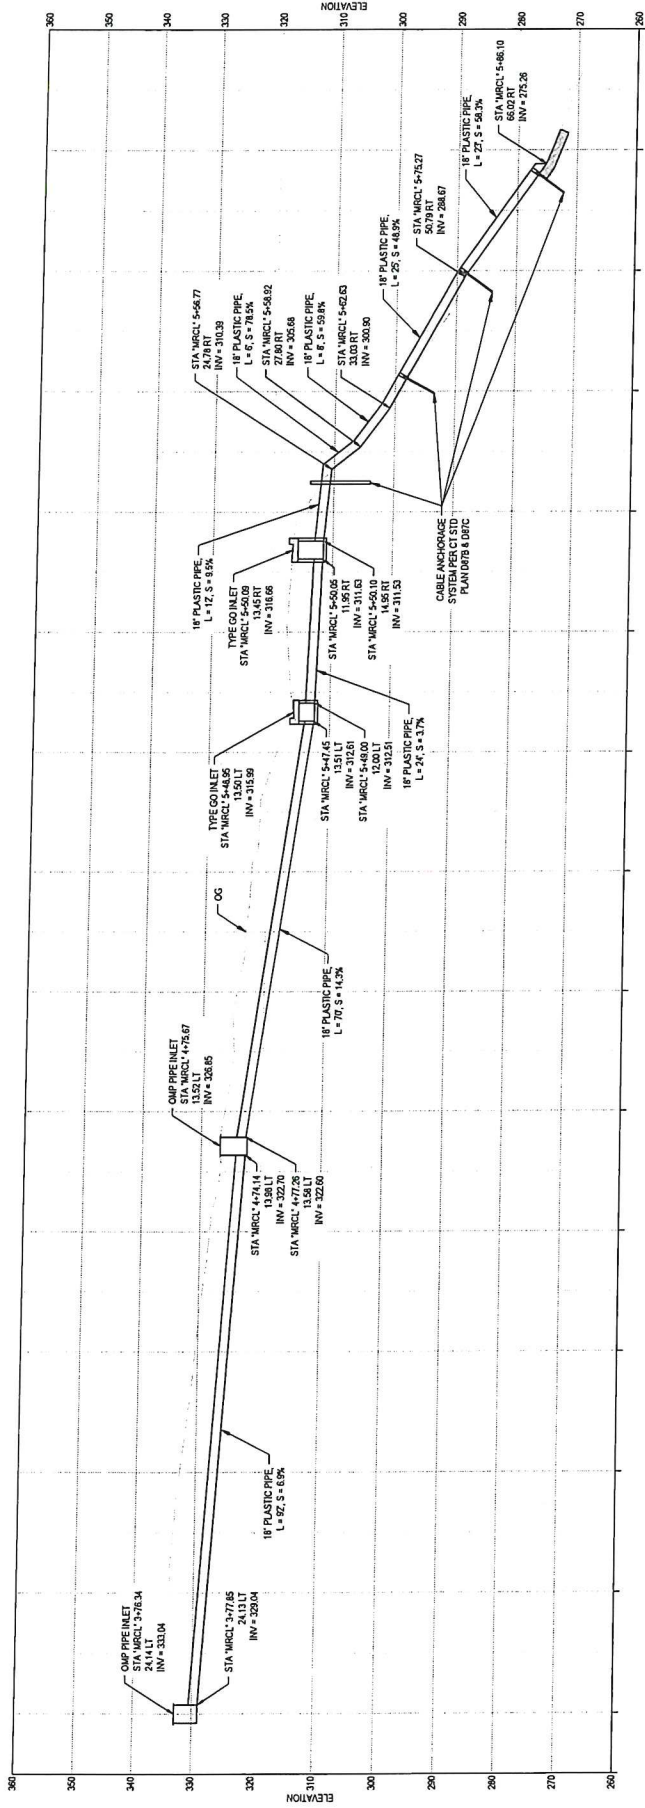 360
350
340
330
320
310
300
290
280
270
260
ELEVATION
OMP PIPE INLET
STA "MRCL" 3+76.34
24.14 LT
INV = 333.04
STA "MRCL" 3+77.85
24.13 LT
INV = 329.04
18" PLASTIC PIPE,
L = 92', S = 6.9%
OMP PIPE INLET
STA "MRCL" 4+75.67
13.52 LT
INV = 326.85
STA "MRCL" 4+74.14
13.98 LT
INV = 322.70
STA "MRCL" 4+77.26
13.58 LT
INV = 322.60
OG
18" PLASTIC PIPE,
L = 70', S = 14.3%
TYPE GO INLET
STA "MRCL" 5+48.95
13.50 LT
INV = 315.99
STA "MRCL" 5+47.45
13.51 LT
INV = 312.61
STA "MRCL" 5+49.00
12.00 LT
INV = 312.51
18" PLASTIC PIPE,
L = 24', S = 3.7%
TYPE GO INLET
STA "MRCL" 5+50.09
13.45 RT
INV = 316.66
STA "MRCL" 5+50.05
11.95 RT
INV = 311.63
STA "MRCL" 5+50.10
14.95 RT
INV = 311.53
18" PLASTIC PIPE,
L = 12', S = 9.5%
CABLE ANCHORAGE
SYSTEM PER CT STD
PLAN D87B & D87C
STA "MRCL" 5+56.77
24.78 RT
INV = 310.39
18" PLASTIC PIPE,
L = 6', S = 78.5%
STA "MRCL" 5+58.92
27.80 RT
INV = 305.68
18" PLASTIC PIPE,
L = 8', S = 59.8%
STA "MRCL" 5+62.63
33.03 RT
INV = 300.90
18" PLASTIC PIPE,
L = 25', S = 48.9%
STA "MRCL" 5+75.27
50.79 RT
INV = 288.67
18" PLASTIC PIPE,
L = 23', S = 58.3%
STA "MRCL" 5+86.10
66.02 RT
INV = 275.26
360
350
340
330
320
310
300
290
280
270
260
ELEVATION